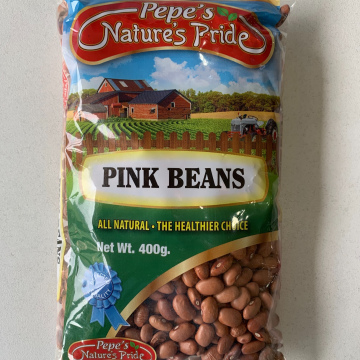 Pepe's
Nature's Pride
PINK BEANS
ALL NATURAL • THE HEALTHIER CHOICE
Net Wt. 400g.
Pepe's
Nature's Pride